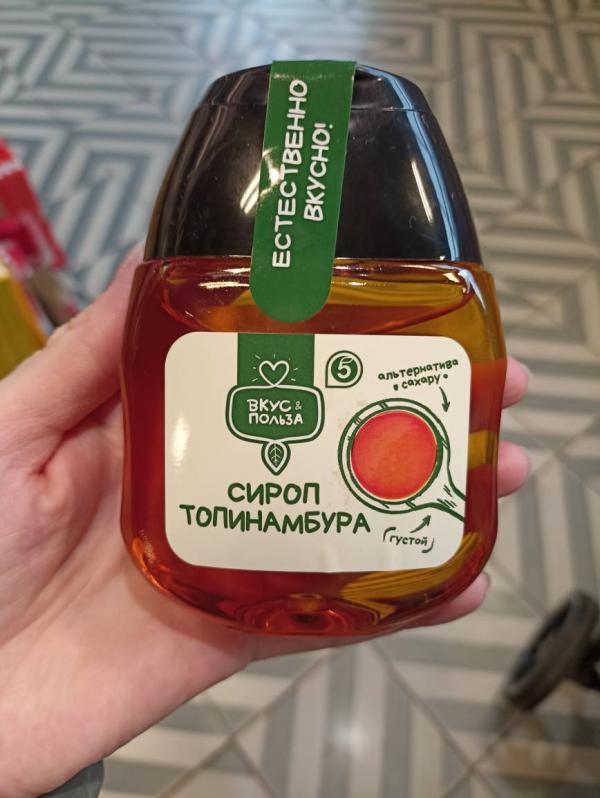 ЕСТЕСТВЕННО
ВКУСНО!
ВКУС &
ПОЛЬЗА
5
альтернатива
сахару
СИРОП
ТОПИНАМБУРА
густой